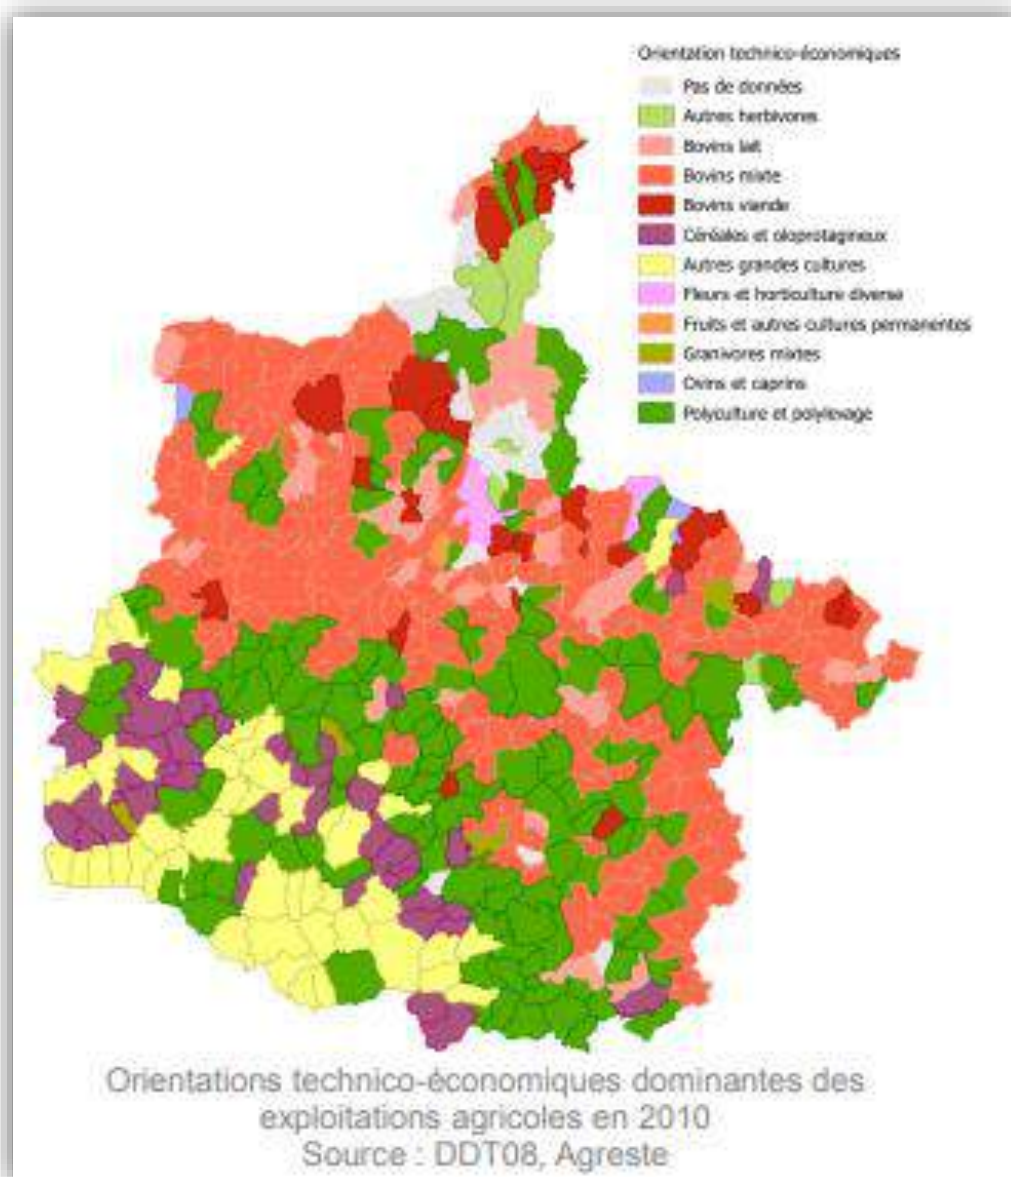 Orientation technico-économiques
Pas de données
Autres herbivores
Bovins lait
Bovins mixte
Bovins viande
Céréales et oloprotagineux
Autres grandes cultures
Fleurs et horticulture diverse
Fruits et autres cultures permanentes
Granivores mixtes
Ovins et caprins
Polyculture et polylevage
Orientations technico-économiques dominantes des
exploitations agricoles en 2010
Source : DDT08, Agreste